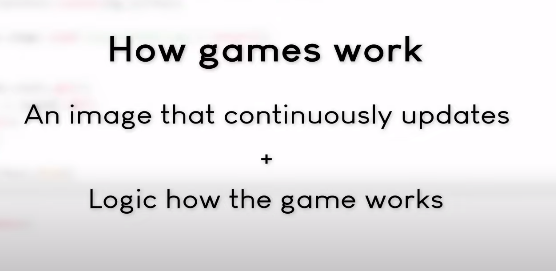 How games work
An image that continuously updates
+
Logic how the game works